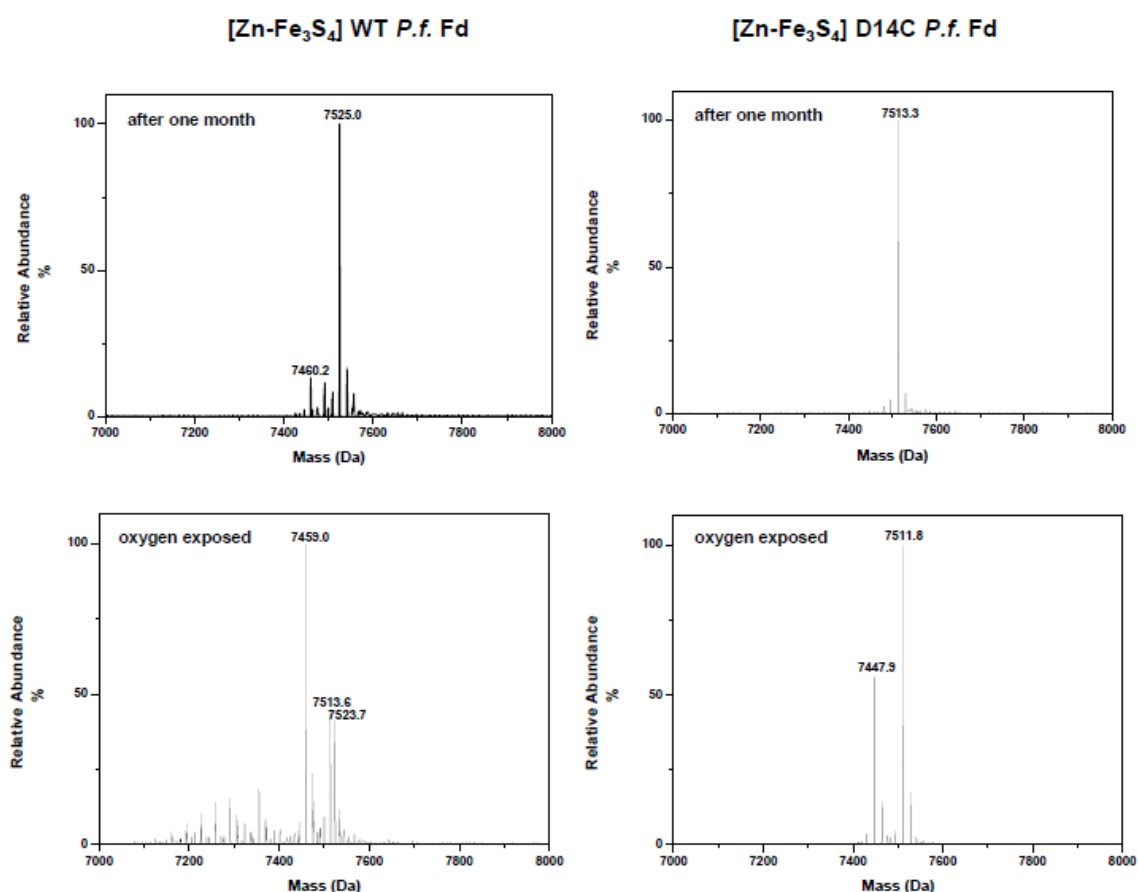 [Zn-Fe₃S₄] WT P.f. Fd
[Zn-Fe₃S₄] D14C P.f. Fd
after one month
7525.0
7460.2
100
50
0
Relative Abundance
%
7000 7200 7400 7600 7800 8000
Mass (Da)
after one month
7513.3
100
50
0
Relative Abundance
%
7000 7200 7400 7600 7800 8000
Mass (Da)
oxygen exposed
7459.0
7513.6
7523.7
100
50
0
Relative Abundance
%
7000 7200 7400 7600 7800 8000
Mass (Da)
oxygen exposed
7511.8
7447.9
100
50
0
Relative Abundance
%
7000 7200 7400 7600 7800 8000
Mass (Da)